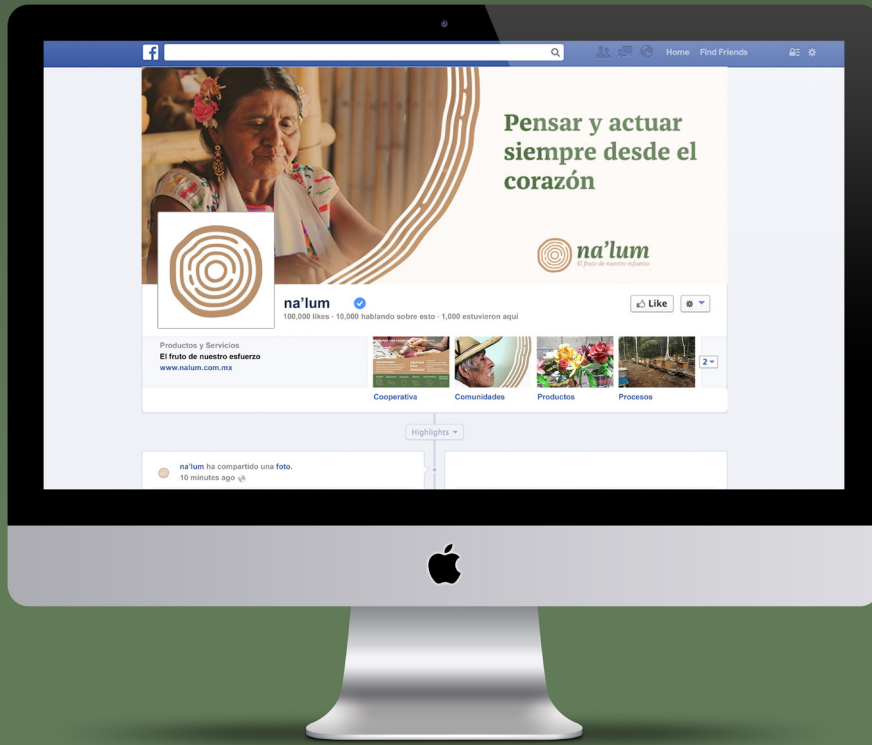 f
Home Find Friends
Pensar y actuar
siempre desde el
corazón
na'lum
El fruto de nuestro esfuerzo
na'lum
100,000 likes · 10,000 hablando sobre esto · 1,000 estuvieron aqui
Like
Productos y Servicios
El fruto de nuestro esfuerzo
www.nalum.com.mx
2
Cooperativa Comunidades Productos Procesos
Highlights
na'lum ha compartido una foto.
10 minutes ago